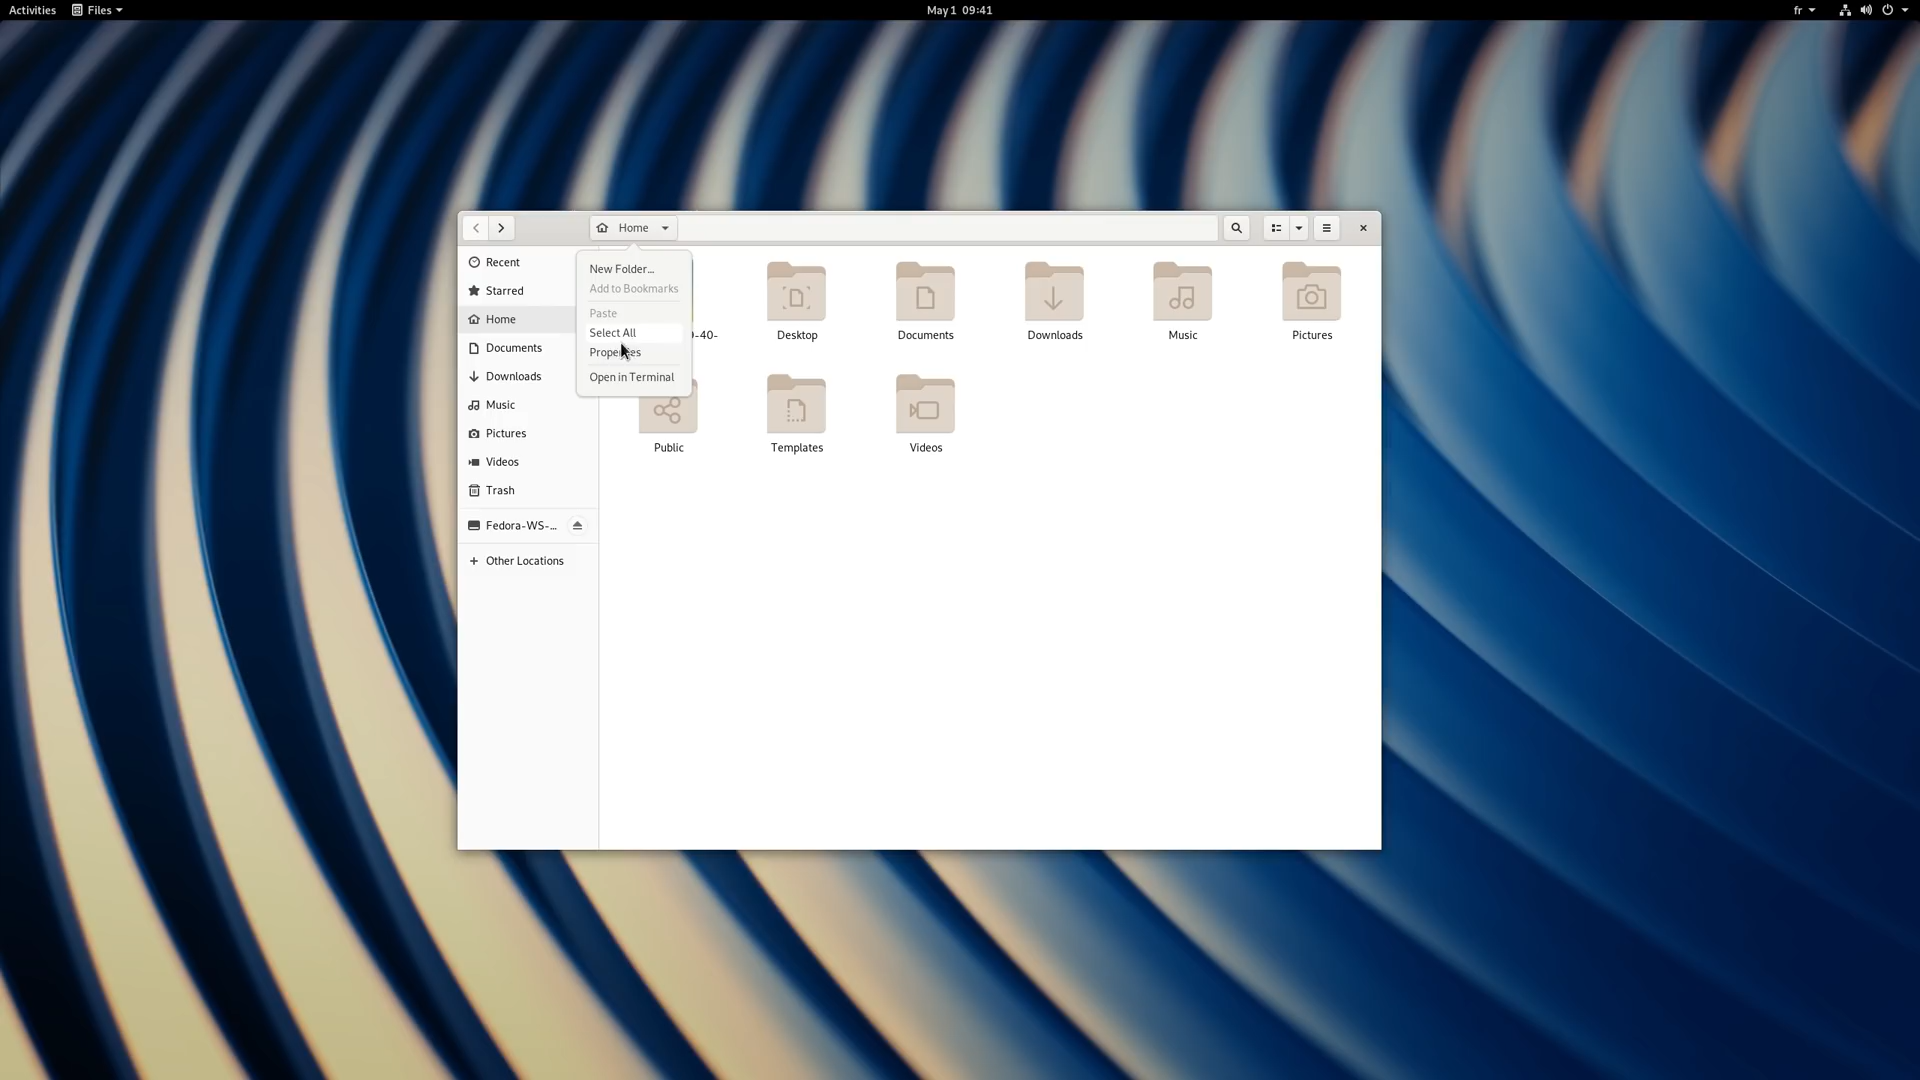 Activities
Files
May 1 09:41
fr
Home
Recent
Starred
Home
Documents
Downloads
Music
Pictures
Videos
Trash
Fedora-WS-...
Other Locations
New Folder…
Add to Bookmarks
Paste
Select All
Properties
Open in Terminal
Desktop
Documents
Downloads
Music
Pictures
Public
Templates
Videos